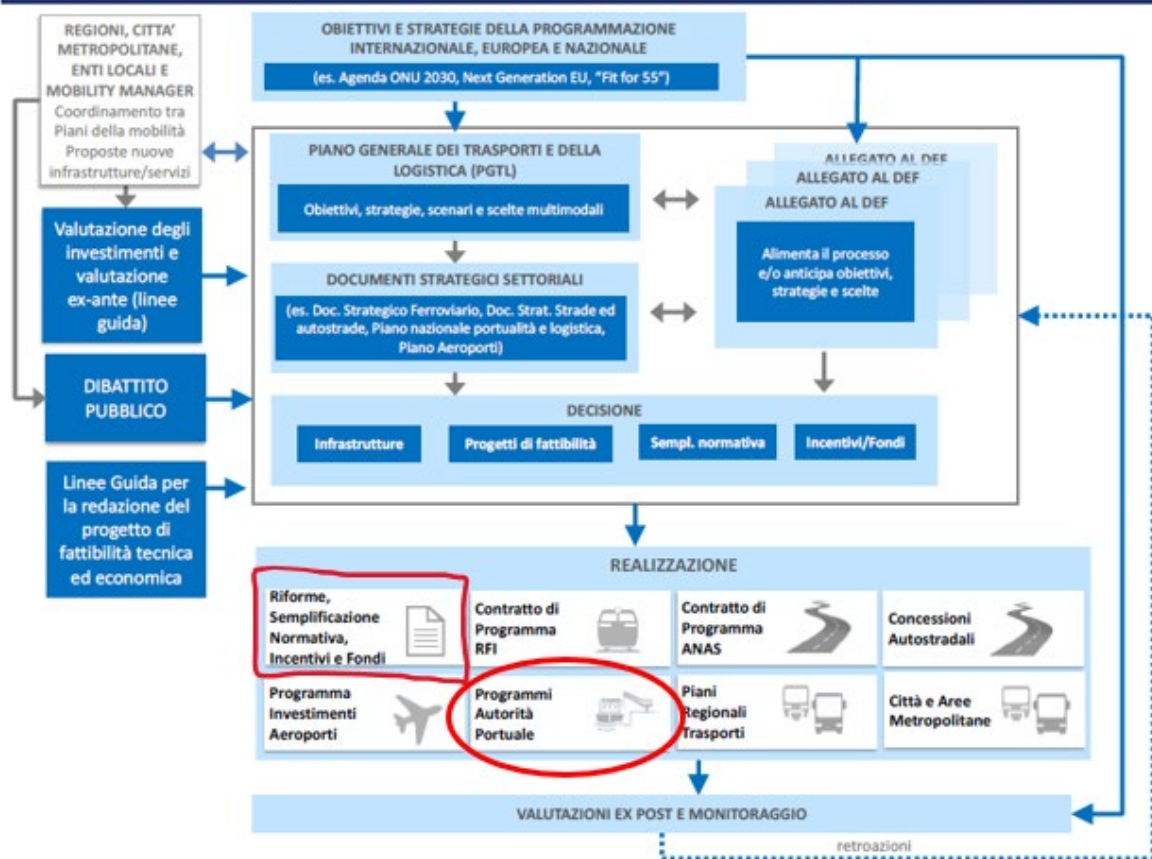 REGIONI, CITTA'
METROPOLITANE,
ENTI LOCALI E
MOBILITY MANAGER
Coordinamento tra
Piani della mobilità
Proposte nuove
infrastrutture/servizi
Valutazione degli
investimenti e
valutazione
ex-ante (linee
guida)
DIBATTITO
PUBBLICO
Linee Guida per
la redazione del
progetto di
fattibilità tecnica
ed economica
OBIETTIVI E STRATEGIE DELLA PROGRAMMAZIONE
INTERNAZIONALE, EUROPEA E NAZIONALE
(es. Agenda ONU 2030, Next Generation EU, "Fit for 55")
PIANO GENERALE DEI TRASPORTI E DELLA
LOGISTICA (PGTL)
Obiettivi, strategie, scenari e scelte multimodali
ALLEGATO AL DEF
ALLEGATO AL DEF
ALLEGATO AL DEF
Alimenta il processo
e/o anticipa obiettivi,
strategie e scelte
DOCUMENTI STRATEGICI SETTORIALI
(es. Doc. Strategico Ferroviario, Doc. Strat. Strade ed
autostrade, Piano nazionale portualità e logistica,
Piano Aeroporti)
DECISIONE
Infrastrutture
Progetti di fattibilità
Sempl. normativa
Incentivi/Fondi
REALIZZAZIONE
Riforme,
Semplificazione
Normativa,
Incentivi e Fondi
Contratto di
Programma
RFI
Contratto di
Programma
ANAS
Concessioni
Autostradali
Programma
Investimenti
Aeroporti
Programmi
Autorità
Portuale
Piani
Regionali
Trasporti
Città e Aree
Metropolitane
VALUTAZIONI EX POST E MONITORAGGIO
retroazioni